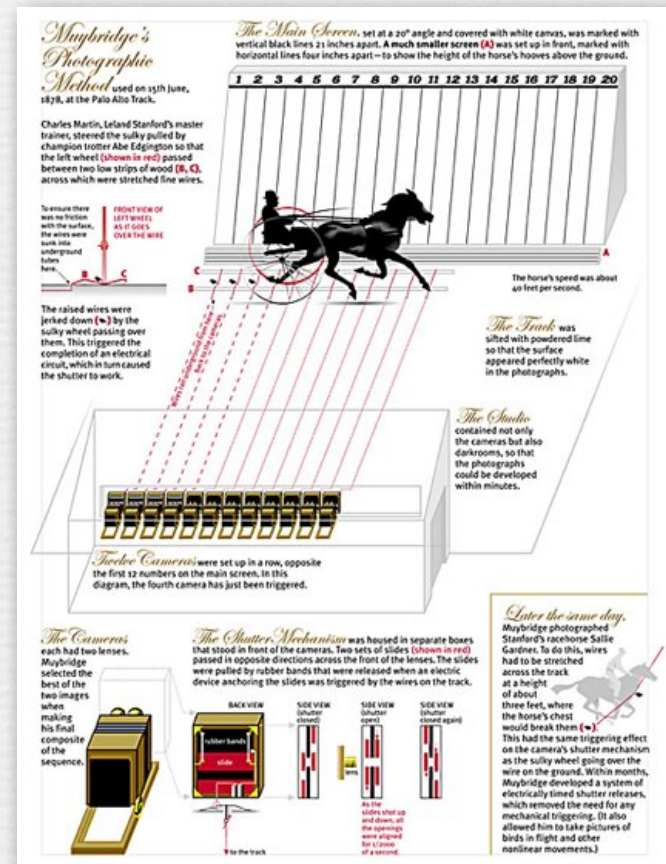 Muybridge's
Photographic
Method used on 15th June,
1878, at the Palo Alto Track.
Charles Martin, Leland Stanford's master
trainer, steered the sulky pulled by
champion trotter Abe Edgington so that
the left wheel (shown in red) passed
between two low strips of wood (B, C),
across which were stretched fine wires.
To ensure there
was no friction
with the surface,
the wires were
sunk into
underground
tubes
here.
FRONT VIEW OF
LEFT WHEEL
AS IT GOES
OVER THE WIRE
B
C
The raised wires were
jerked down ( ) by the
sulky wheel passing over
them. This triggered the
completion of an electrical
circuit, which in turn caused
the shutter to work.
The Main Screen, set at a 20° angle and covered with white canvas, was marked with
vertical black lines 21 inches apart. A much smaller screen (A) was set up in front, marked with
horizontal lines four inches apart—to show the height of the horse's hooves above the ground.
1 2 3 4 5 6 7 8 9 10 11 12 13 14 15 16 17 18 19 20
A
C
B
The horse's speed was about
40 feet per second.
Wires ran underground from here
back to the cameras
The Track was
sifted with powdered lime
so that the surface
appeared perfectly white
in the photographs.
The Studio
contained not only
the cameras but also
darkrooms, so that
the photographs
could be developed
within minutes.
Twelve Cameras were set up in a row, opposite
the first 12 numbers on the main screen. In this
diagram, the fourth camera has just been triggered.
The Cameras
each had two lenses.
Muybridge
selected the
best of the
two images
when
making
his final
composite
of the
sequence.
The Shutter Mechanism was housed in separate boxes
that stood in front of the cameras. Two sets of slides (shown in red)
passed in opposite directions across the front of the lenses. The slides
were pulled by rubber bands that were released when an electric
device anchoring the slides was triggered by the wires on the track.
BACK VIEW
rubber bands
slide
to the track
SIDE VIEW
(shutter
closed)
lens
SIDE VIEW
(shutter
open)
As the
slides shot up
and down, all
the openings
were aligned
for 1/2000
of a second.
SIDE VIEW
(shutter
closed again)
Later the same day,
Muybridge photographed
Stanford's racehorse Sallie
Gardner. To do this, wires
had to be stretched
across the track
at a height
of about
three feet, where
the horse's chest
would break them ( ).
This had the same triggering effect
on the camera's shutter mechanism
as the sulky wheel going over the
wire on the ground. Within months,
Muybridge developed a system of
electrically timed shutter releases,
which removed the need for any
mechanical triggering. (It also
allowed him to take pictures of
birds in flight and other
nonlinear movements.)